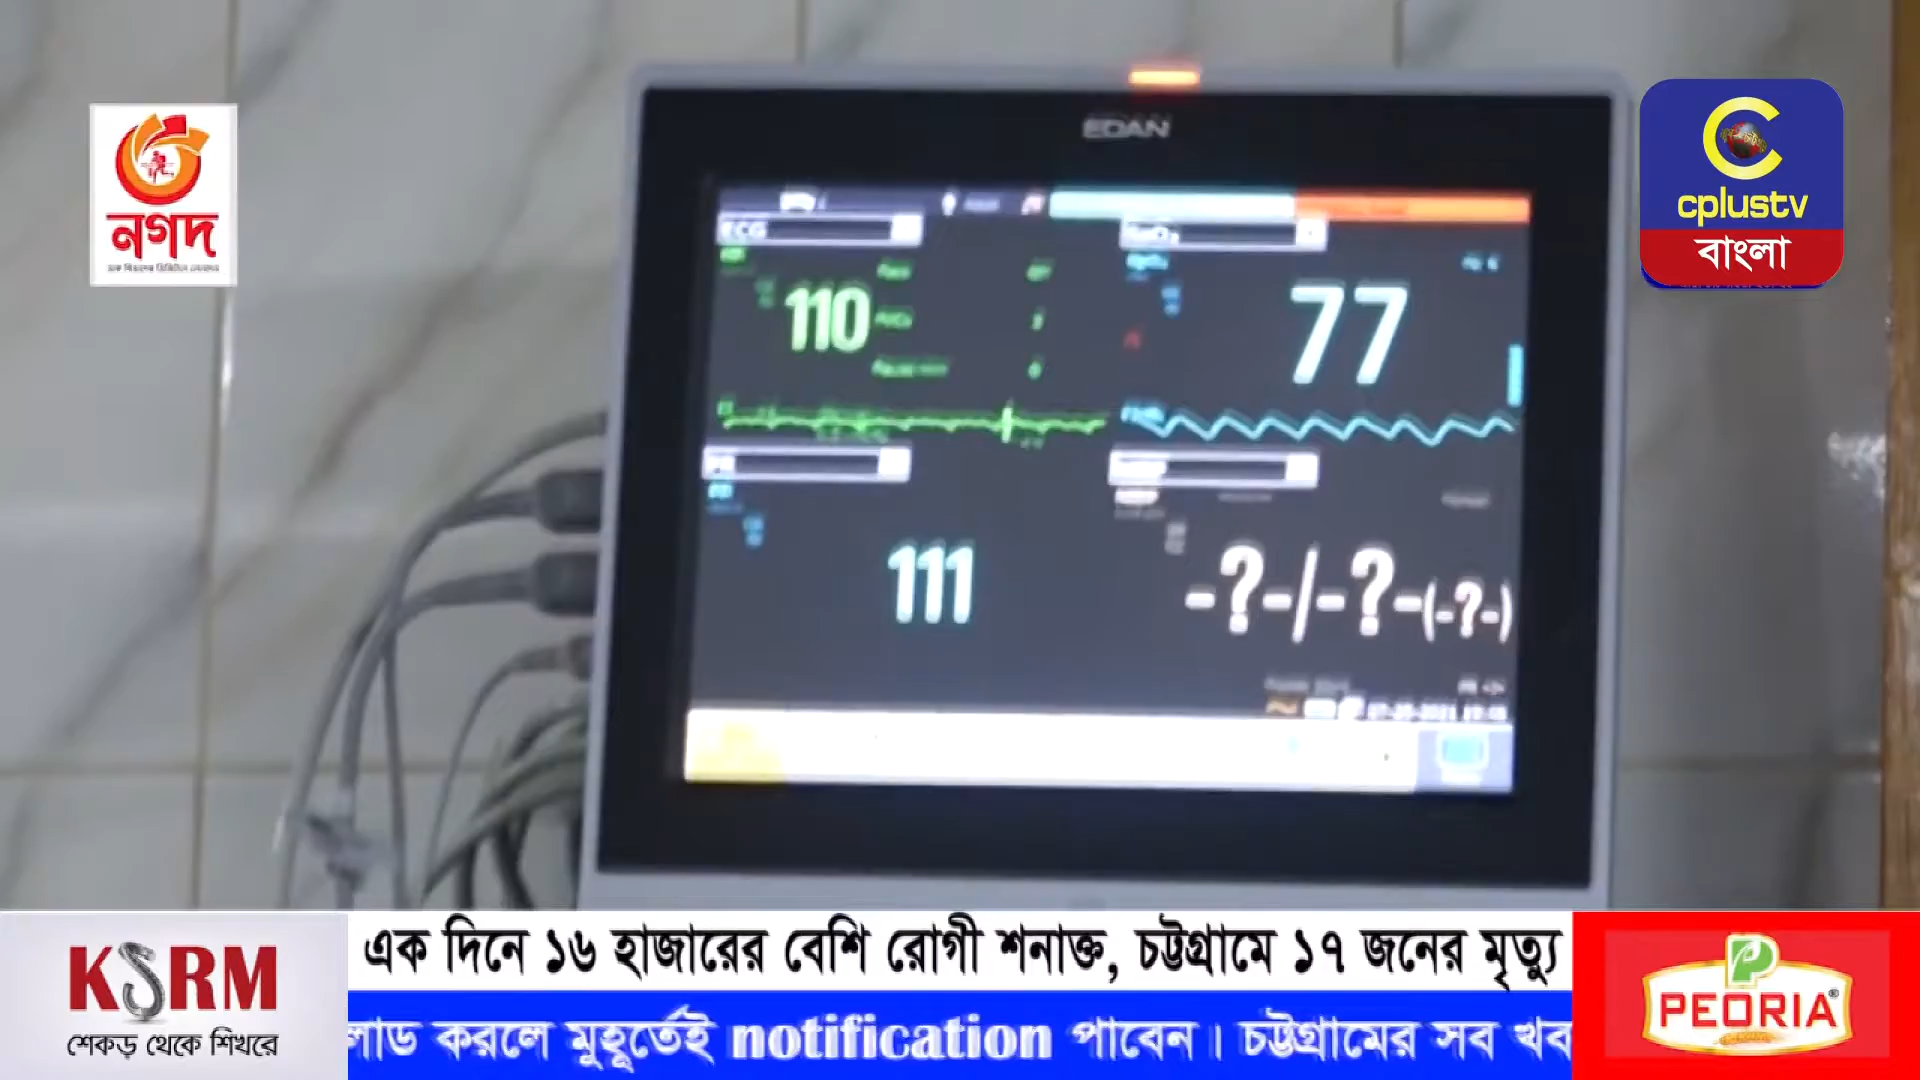 EDAN
নগদ
cplustv
বাংলা
ECG
110
77
111
-?-/-?-(-?-)
এক দিনে ১৬ হাজারের বেশি রোগী শনাক্ত, চট্টগ্রামে ১৭ জনের মৃত্যু
KSRM
শেকড় থেকে শিখরে
লোড করলে মুহূর্তেই notification পাবেন। চট্টগ্রামের সব খব
PEORIA